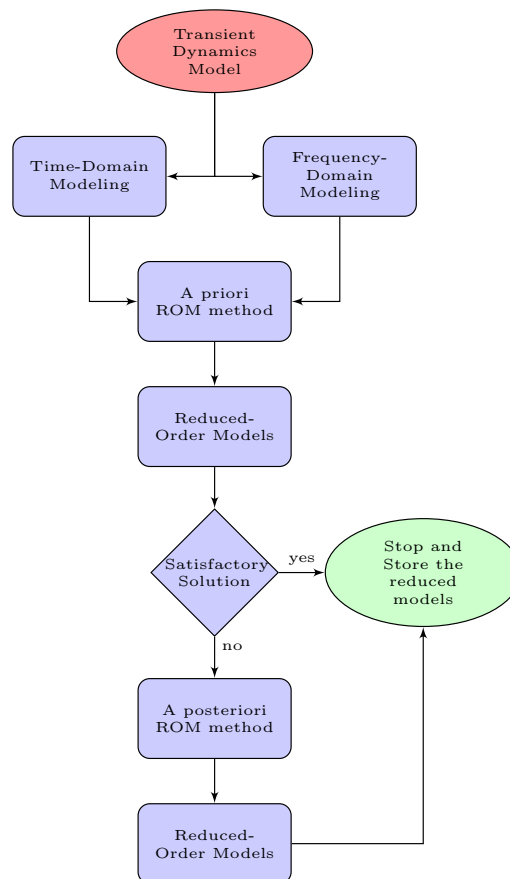 Transient
Dynamics
Model
Time-Domain
Modeling
Frequency-
Domain
Modeling
A priori
ROM method
Reduced-
Order Models
Satisfactory
Solution
yes
Stop and
Store the
reduced
models
no
A posteriori
ROM method
Reduced-
Order Models